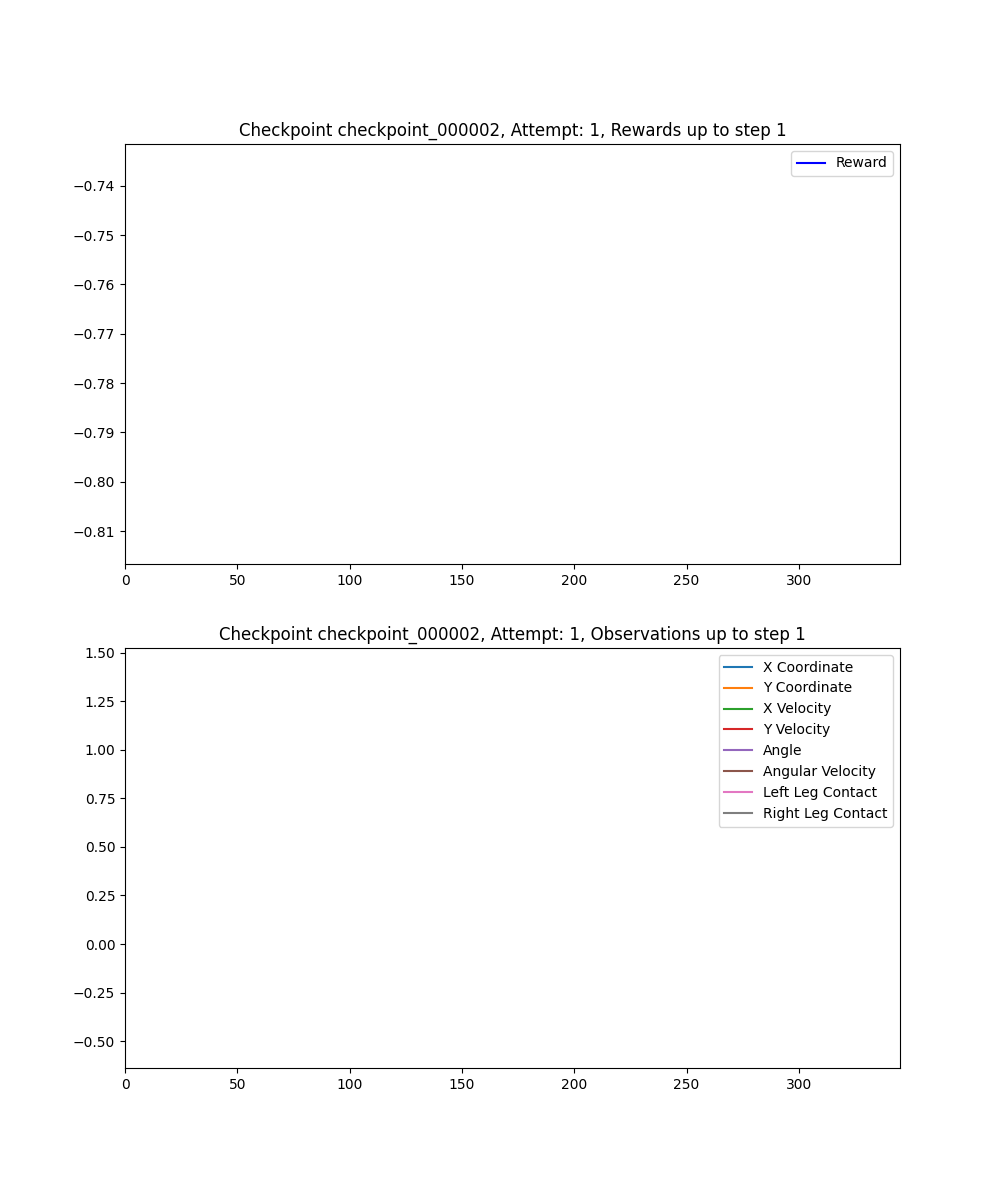 Checkpoint checkpoint_000002, Attempt: 1, Rewards up to step 1
Reward
−0.74
−0.75
−0.76
−0.77
−0.78
−0.79
−0.80
−0.81
0 50 100 150 200 250 300
Checkpoint checkpoint_000002, Attempt: 1, Observations up to step 1
1.50
1.25
1.00
0.75
0.50
0.25
0.00
−0.25
−0.50
X Coordinate
Y Coordinate
X Velocity
Y Velocity
Angle
Angular Velocity
Left Leg Contact
Right Leg Contact
0 50 100 150 200 250 300